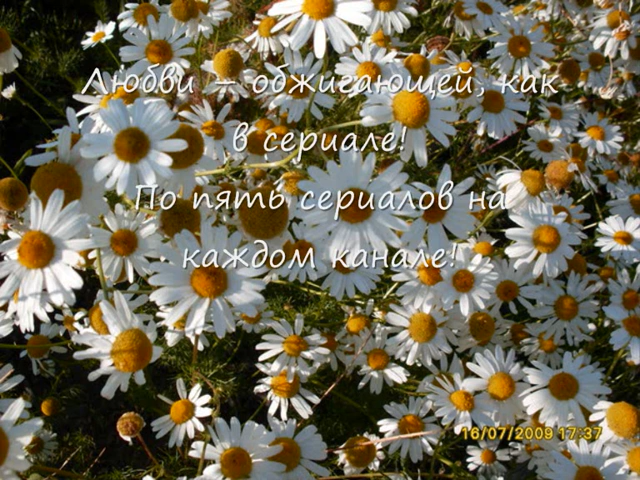 Любви – обжигающей, как
в сериале!
По пять сериалов на
каждом канале!
16/07/2009 17:37